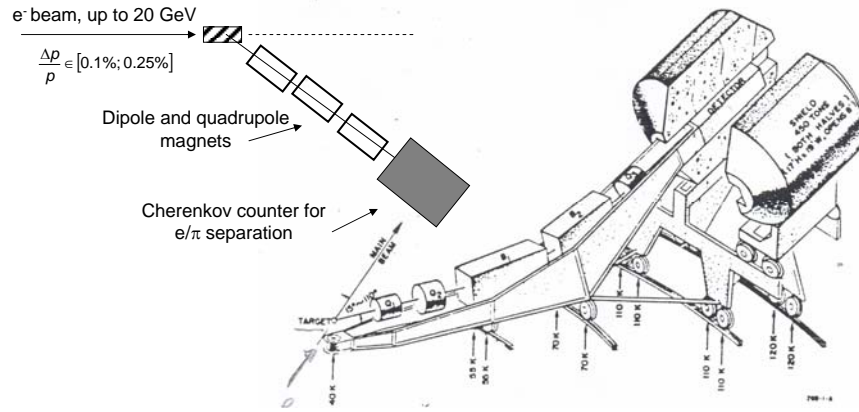 e⁻ beam, up to 20 GeV
Δp/p ∈ [0.1%; 0.25%]
Dipole and quadrupole
magnets
Cherenkov counter for
e/π separation
MAIN
BEAM
TARGET
Q1
Q2
B1
B2
Q3
DETECTOR
SHIELD
450 TONS
( BOTH HALVES )
40 K
55 K
56 K
70 K
70 K
110 K
110 K
110 K
110 K
120 K
120 K